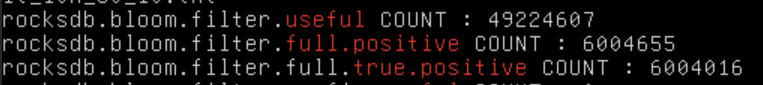 rocksdb.bloom.filter.useful COUNT : 49224607
rocksdb.bloom.filter.full.positive COUNT : 6004655
rocksdb.bloom.filter.full.true.positive COUNT : 6004016